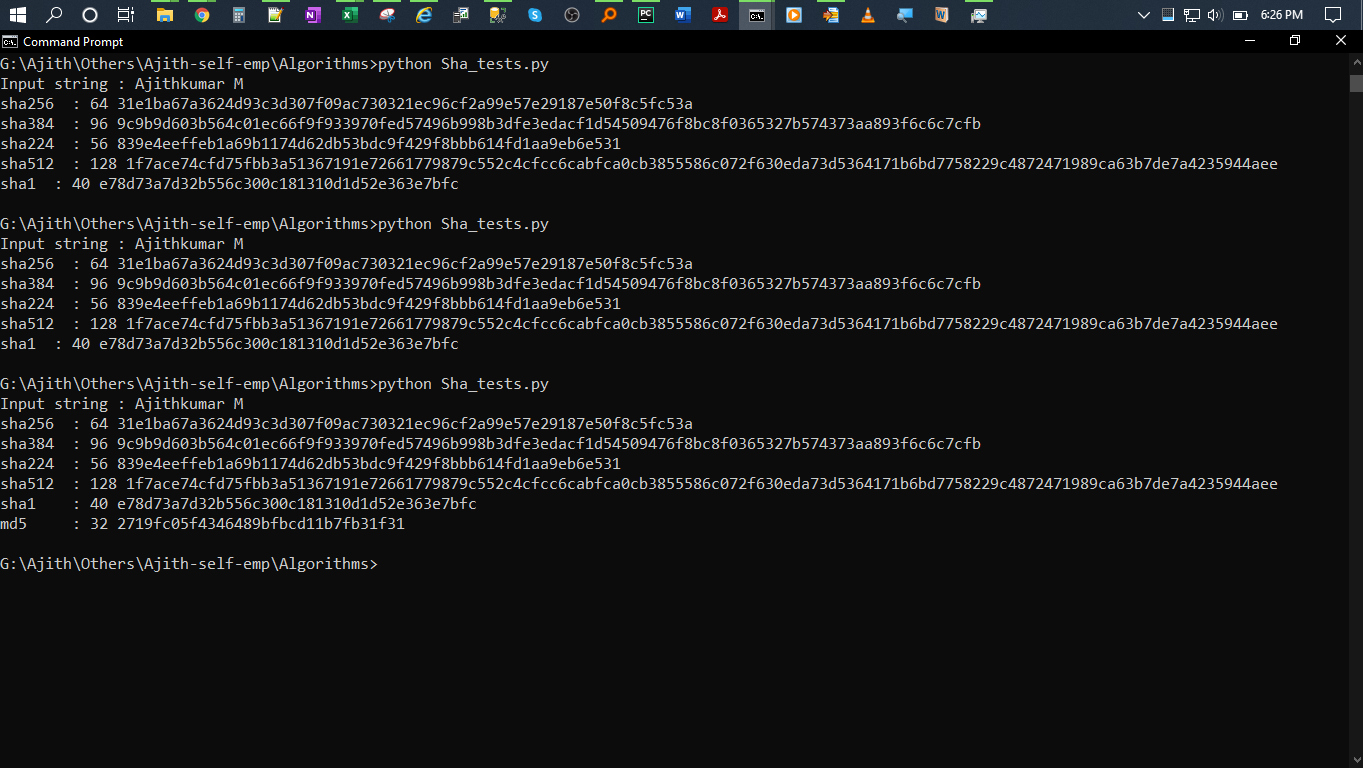 6:26 PM
Command Prompt
G:\Ajith\Others\Ajith-self-emp\Algorithms>python Sha_tests.py
Input string : Ajithkumar M
sha256  : 64 31e1ba67a3624d93c3d307f09ac730321ec96cf2a99e57e29187e50f8c5fc53a
sha384  : 96 9c9b9d603b564c01ec66f9f933970fed57496b998b3dfe3edacf1d54509476f8bc8f0365327b574373aa893f6c6c7cfb
sha224  : 56 839e4eeffeb1a69b1174d62db53bdc9f429f8bbb614fd1aa9eb6e531
sha512  : 128 1f7ace74cfd75fbb3a51367191e72661779879c552c4cfcc6cabfca0cb3855586c072f630eda73d5364171b6bd7758229c4872471989ca63b7de7a4235944aee
sha1  : 40 e78d73a7d32b556c300c181310d1d52e363e7bfc
G:\Ajith\Others\Ajith-self-emp\Algorithms>python Sha_tests.py
Input string : Ajithkumar M
sha256  : 64 31e1ba67a3624d93c3d307f09ac730321ec96cf2a99e57e29187e50f8c5fc53a
sha384  : 96 9c9b9d603b564c01ec66f9f933970fed57496b998b3dfe3edacf1d54509476f8bc8f0365327b574373aa893f6c6c7cfb
sha224  : 56 839e4eeffeb1a69b1174d62db53bdc9f429f8bbb614fd1aa9eb6e531
sha512  : 128 1f7ace74cfd75fbb3a51367191e72661779879c552c4cfcc6cabfca0cb3855586c072f630eda73d5364171b6bd7758229c4872471989ca63b7de7a4235944aee
sha1  : 40 e78d73a7d32b556c300c181310d1d52e363e7bfc
G:\Ajith\Others\Ajith-self-emp\Algorithms>python Sha_tests.py
Input string : Ajithkumar M
sha256  : 64 31e1ba67a3624d93c3d307f09ac730321ec96cf2a99e57e29187e50f8c5fc53a
sha384  : 96 9c9b9d603b564c01ec66f9f933970fed57496b998b3dfe3edacf1d54509476f8bc8f0365327b574373aa893f6c6c7cfb
sha224  : 56 839e4eeffeb1a69b1174d62db53bdc9f429f8bbb614fd1aa9eb6e531
sha512  : 128 1f7ace74cfd75fbb3a51367191e72661779879c552c4cfcc6cabfca0cb3855586c072f630eda73d5364171b6bd7758229c4872471989ca63b7de7a4235944aee
sha1    : 40 e78d73a7d32b556c300c181310d1d52e363e7bfc
md5     : 32 2719fc05f4346489bfbcd11b7fb31f31
G:\Ajith\Others\Ajith-self-emp\Algorithms>